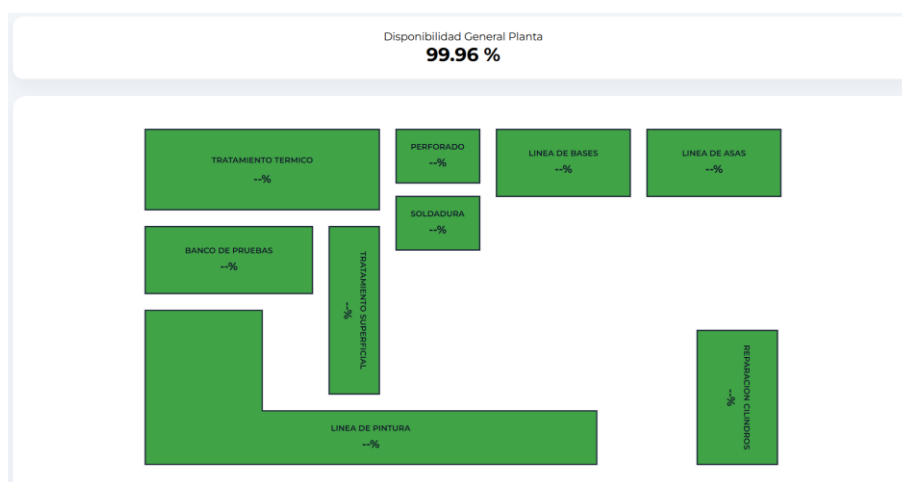 Disponibilidad General Planta
99.96 %
TRATAMIENTO TERMICO
--%
PERFORADO
--%
LINEA DE BASES
--%
LINEA DE ASAS
--%
SOLDADURA
--%
BANCO DE PRUEBAS
--%
TRATAMIENTO SUPERFICIAL
--%
REPARACION CILINDROS
--%
LINEA DE PINTURA
--%